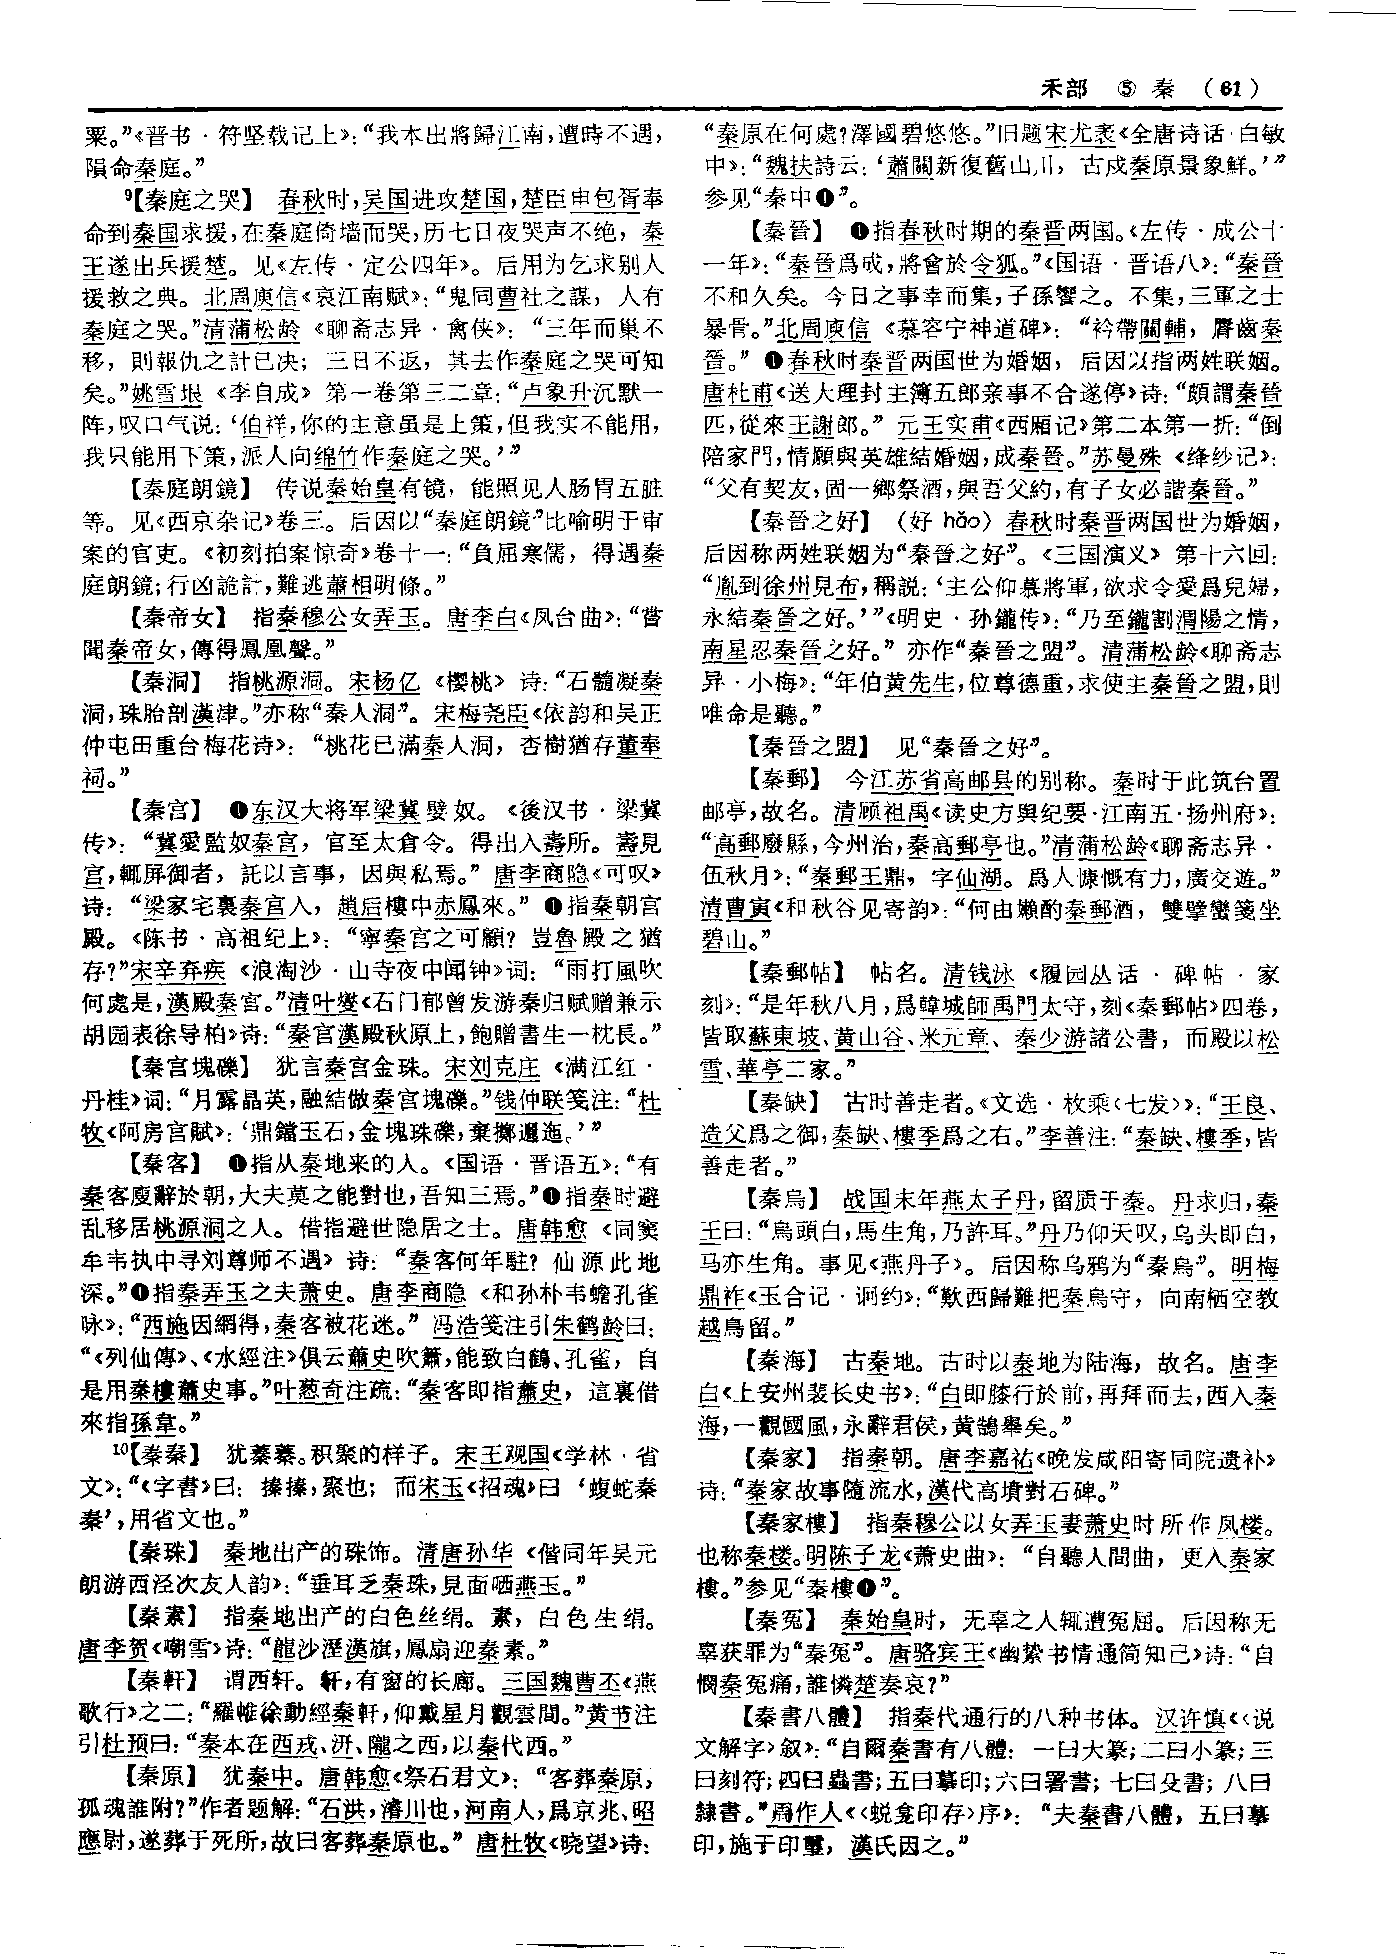 禾部 ⑤ 秦 （61）
粟。”《晋书·符坚载记上》：“我本出將歸江南，遭時不遇，
隕命秦庭。”
9【秦庭之哭】 春秋时，吴国进攻楚国，楚臣申包胥奉
命到秦国求援，在秦庭倚墙而哭，历七日夜哭声不绝，秦
王遂出兵援楚。见《左传·定公四年》。后用为乞求别人
援救之典。北周庾信《哀江南赋》：“鬼同曹社之謀，人有
秦庭之哭。”清蒲松龄《聊斋志异·禽侠》：“三年而巢不
移，則報仇之計已决；三日不返，其去作秦庭之哭可知
矣。”姚雪垠《李自成》第一卷第三二章：“卢象升沉默一
阵，叹口气说：‘伯祥，你的主意虽是上策，但我实不能用，
我只能用下策，派人向绵竹作秦庭之哭。’”
【秦庭朗鏡】 传说秦始皇有镜，能照见人肠胃五脏
等。见《西京杂记》卷三。后因以“秦庭朗鏡”比喻明于审
案的官吏。《初刻拍案惊奇》卷十一：“負屈寒儒，得遇秦
庭朗鏡；行凶詭計，難逃蕭相明條。”
【秦帝女】 指秦穆公女弄玉。唐李白《凤台曲》：“嘗
聞秦帝女，傳得鳳凰聲。”
【秦洞】 指桃源洞。宋杨亿《樱桃》诗：“石髓凝秦
洞，珠胎剖漢津。”亦称“秦人洞”。宋梅尧臣《依韵和吴正
仲屯田重台梅花诗》：“桃花已滿秦人洞，杏樹猶存董奉
祠。”
【秦宫】 ❶东汉大将军梁冀嬖奴。《後汉书·梁冀
传》：“冀愛監奴秦宫，官至太倉令。得出入壽所。壽見
宫，輒屏御者，託以言事，因與私焉。”唐李商隐《可叹》
诗：“梁家宅裏秦宫入，趙后樓中赤鳳來。”❶指秦朝宫
殿。《陈书·高祖纪上》：“寧秦宫之可顧？豈魯殿之猶
存？”宋辛弃疾《浪淘沙·山寺夜中闻钟》词：“雨打風吹
何處是，漢殿秦宫。”清叶燮《石门郁曾发游秦归赋赠兼示
胡园表徐导柏》诗：“秦宫漢殿秋原上，飽贈書生一枕長。”
【秦宫塊礫】 犹言秦宫金珠。宋刘克庄《满江红·
丹桂》词：“月露晶英，融結做秦宫塊礫。”钱仲联笺注：“杜
牧《阿房宫賦》：‘鼎鐺玉石，金塊珠礫，棄擲邐迤。’”
【秦客】 ❶指从秦地来的人。《国语·晋语五》：“有
秦客廋辭於朝，大夫莫之能對也，吾知三焉。”❶指秦时避
乱移居桃源洞之人。偕指避世隐居之士。唐韩愈《同窦
牟韦执中寻刘尊师不遇》诗：“秦客何年駐？仙源此地
深。”❶指秦弄玉之夫萧史。唐李商隐《和孙朴韦蟾孔雀
咏》：“西施因網得，秦客被花迷。”冯浩笺注引朱鹤龄曰：
“《列仙傳》、《水經注》俱云蕭史吹簫，能致白鶴、孔雀，自
是用秦樓蕭史事。”叶葱奇注疏：“秦客即指蕭史，這裏借
來指孫韋。”
10【秦秦】 犹蓁蓁。积聚的样子。宋王观国《学林·省
文》：“《字書》曰：搸搸，聚也；而宋玉《招魂》曰‘蝮蛇秦
秦’，用省文也。”
【秦珠】 秦地出产的珠饰。清唐孙华《偕同年吴元
朗游西泾次友人韵》：“垂耳乏秦珠，見面哂燕玉。”
【秦素】 指秦地出产的白色丝绢。素，白色生绢。
唐李贺《嘲雪》诗：“龍沙溼漢旗，鳳扇迎秦素。”
【秦軒】 谓西轩。軒，有窗的长廊。三国魏曹丕《燕
歌行》之二：“羅帷徐動經秦軒，仰戴星月觀雲間。”黄节注
引杜预曰：“秦本在西戎、汧、隴之西，以秦代西。”
【秦原】 犹秦中。唐韩愈《祭石君文》：“客葬秦原，
孤魂誰附？”作者题解：“石洪，濬川也，河南人，爲京兆、昭
應尉，遂葬于死所，故曰客葬秦原也。”唐杜牧《晓望》诗：
“秦原在何處？澤國碧悠悠。”旧题宋尤袤《全唐诗话·白敏
中》：“魏扶詩云：‘蕭關新復舊山川，古戍秦原景象鮮。’”
参见“秦中❶”。
【秦晉】 ❶指春秋时期的秦晋两国。《左传·成公十
一年》：“秦晉爲成，將會於令狐。”《国语·晋语八》：“秦晉
不和久矣。今日之事幸而集，子孫饗之。不集，三軍之士
暴骨。”北周庾信《慕容宁神道碑》：“衿帶關輔，脣齒秦
晉。”❶春秋时秦晋两国世为婚姻，后因以指两姓联姻。
唐杜甫《送大理封主簿五郎亲事不合遂停》诗：“頗謂秦晉
匹，從來王謝郎。”元王实甫《西厢记》第二本第一折：“倒
陪家門，情願與英雄結婚姻，成秦晉。”苏曼殊《绛纱记》：
“父有契友，固一鄉祭酒，與吾父約，有子女必諧秦晉。”
【秦晉之好】 （好 hǎo）春秋时秦晋两国世为婚姻，
后因称两姓联姻为“秦晉之好”。《三国演义》第十六回：
“胤到徐州見布，稱説：‘主公仰慕將軍，欲求令愛爲兒婦，
永結秦晉之好。’”《明史·孙鑨传》：“乃至鑨割渭陽之情，
南星忍秦晉之好。”亦作“秦晉之盟”。清蒲松龄《聊斋志
异·小梅》：“年伯黄先生，位尊德重，求使主秦晉之盟，則
唯命是聽。”
【秦晉之盟】 见“秦晉之好”。
【秦郵】 今江苏省高邮县的别称。秦时于此筑台置
邮亭，故名。清顾祖禹《读史方舆纪要·江南五·扬州府》：
“高郵廢縣，今州治，秦高郵亭也。”清蒲松龄《聊斋志异·
伍秋月》：“秦郵王鼎，字仙湖。爲人慷慨有力，廣交遊。”
清曹寅《和秋谷见寄韵》：“何由嬾酌秦郵酒，雙擘蠻箋坐
碧山。”
【秦郵帖】 帖名。清钱泳《履园丛话·碑帖·家
刻》：“是年秋八月，爲韓城師禹門太守，刻《秦郵帖》四卷，
皆取蘇東坡、黄山谷、米元章、秦少游諸公書，而殿以松
雪、華亭二家。”
【秦缺】 古时善走者。《文选·枚乘〈七发〉》：“王良、
造父爲之御，秦缺、樓季爲之右。”李善注：“秦缺、樓季，皆
善走者。”
【秦烏】 战国末年燕太子丹，留质于秦。丹求归，秦
王曰：“烏頭白，馬生角，乃許耳。”丹乃仰天叹，乌头即白，
马亦生角。事见《燕丹子》。后因称乌鸦为“秦烏”。明梅
鼎祚《玉合记·诇约》：“歎西歸難把秦烏守，向南栖空教
越鳥留。”
【秦海】 古秦地。古时以秦地为陆海，故名。唐李
白《上安州裴长史书》：“白即膝行於前，再拜而去，西入秦
海，一觀國風，永辭君侯，黄鵠舉矣。”
【秦家】 指秦朝。唐李嘉祐《晚发咸阳寄同院遗补》
诗：“秦家故事隨流水，漢代高墳對石碑。”
【秦家樓】 指秦穆公以女弄玉妻萧史时所作凤楼。
也称秦楼。明陈子龙《萧史曲》：“自聽人間曲，更入秦家
樓。”参见“秦樓❶”。
【秦冤】 秦始皇时，无辜之人辄遭冤屈。后因称无
辜获罪为“秦冤”。唐骆宾王《幽絷书情通简知己》诗：“自
憫秦冤痛，誰憐楚奏哀？”
【秦書八體】 指秦代通行的八种书体。汉许慎《〈说
文解字〉叙》：“自爾秦書有八體：一曰大篆；二曰小篆；三
曰刻符；四曰蟲書；五曰摹印；六曰署書；七曰殳書；八曰
隸書。”周作人《〈蜕龛印存〉序》：“夫秦書八體，五曰摹
印，施于印璽，漢氏因之。”